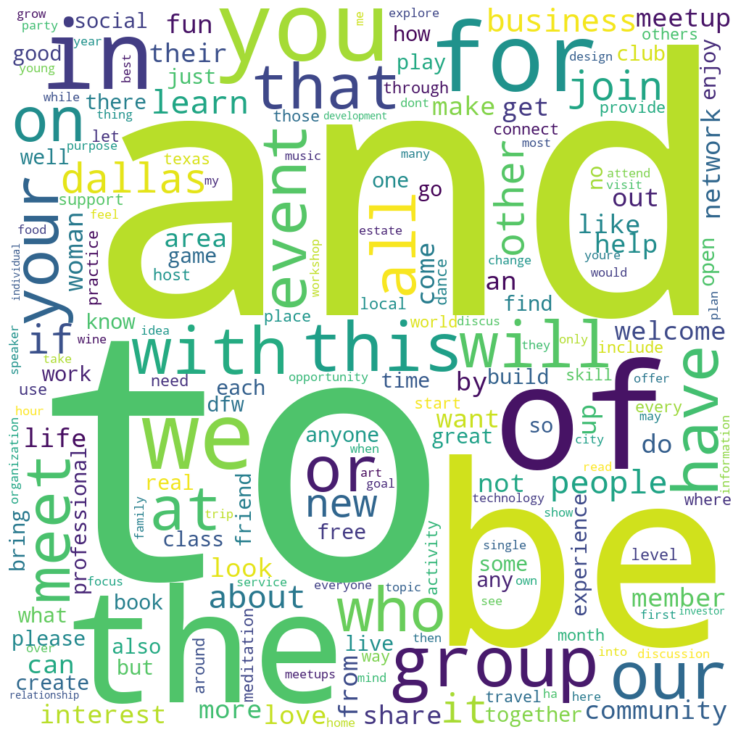 grow
party
social
fun
how
explore
me
design
others
business
meetup
young
year
best
good
their
in
you
that
for
play
club
while
there
just
learn
through
dont
make
get
join
provide
enjoy
thing
those
development
connect
most
on
let
well
purpose
and
music
many
network
dallas
texas
my
support
feel
event
one
go
all
other
no
attend
visit
out
like
help
food
your
woman
practice
area
game
host
estate
workshop
come
dance
change
youre
would
an
find
open
plan
individual
place
local
know
idea
world
discus
they
only
if
with
this
will
welcome
include
speaker
wine
take
work
need
each
opportunity
time
by
build
skill
offer
hour
use
dfw
start
want
great
so
up
city
may
every
have
information
to
of
be
we
life
anyone
when
or
new
art
goal
free
do
not
people
read
where
organization
bring
professionale
real
at
friend
class
trip
family
technology
show
meet
look
single
level
experience
some
any
own
see
member
first
investor
focus
service
everyone
topic
activity
the
about
who
group
what
book
over
please
also
but
can
create
relationship
around
meditation
meetups
from
live
way
mind
then
month
into
discussion
our
interest
more
love
home
share
it
together
travel
ha
here
community